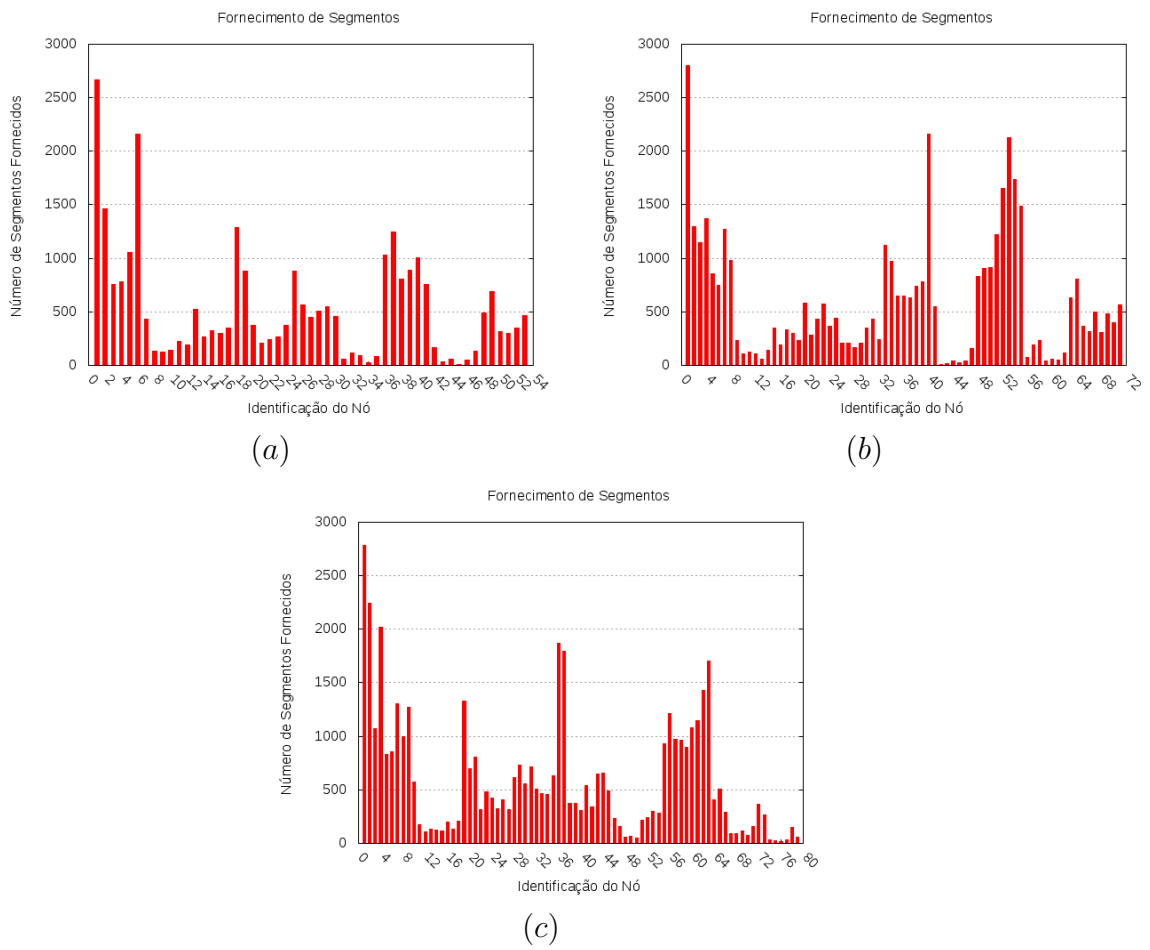 Fornecimento de Segmentos
Número de Segmentos Fornecidos
3000
2500
2000
1500
1000
500
0
0 2 4 6 8 10 12 14 16 18 20 22 24 26 28 30 32 34 36 38 40 42 44 46 48 50 52 54
Identificação do Nó
(a)
Fornecimento de Segmentos
Número de Segmentos Fornecidos
3000
2500
2000
1500
1000
500
0
0 4 8 12 16 20 24 28 32 36 40 44 48 52 56 60 64 68 72
Identificação do Nó
(b)
Fornecimento de Segmentos
Número de Segmentos Fornecidos
3000
2500
2000
1500
1000
500
0
0 4 8 12 16 20 24 28 32 36 40 44 48 52 56 60 64 68 72 76 80
Identificação do Nó
(c)